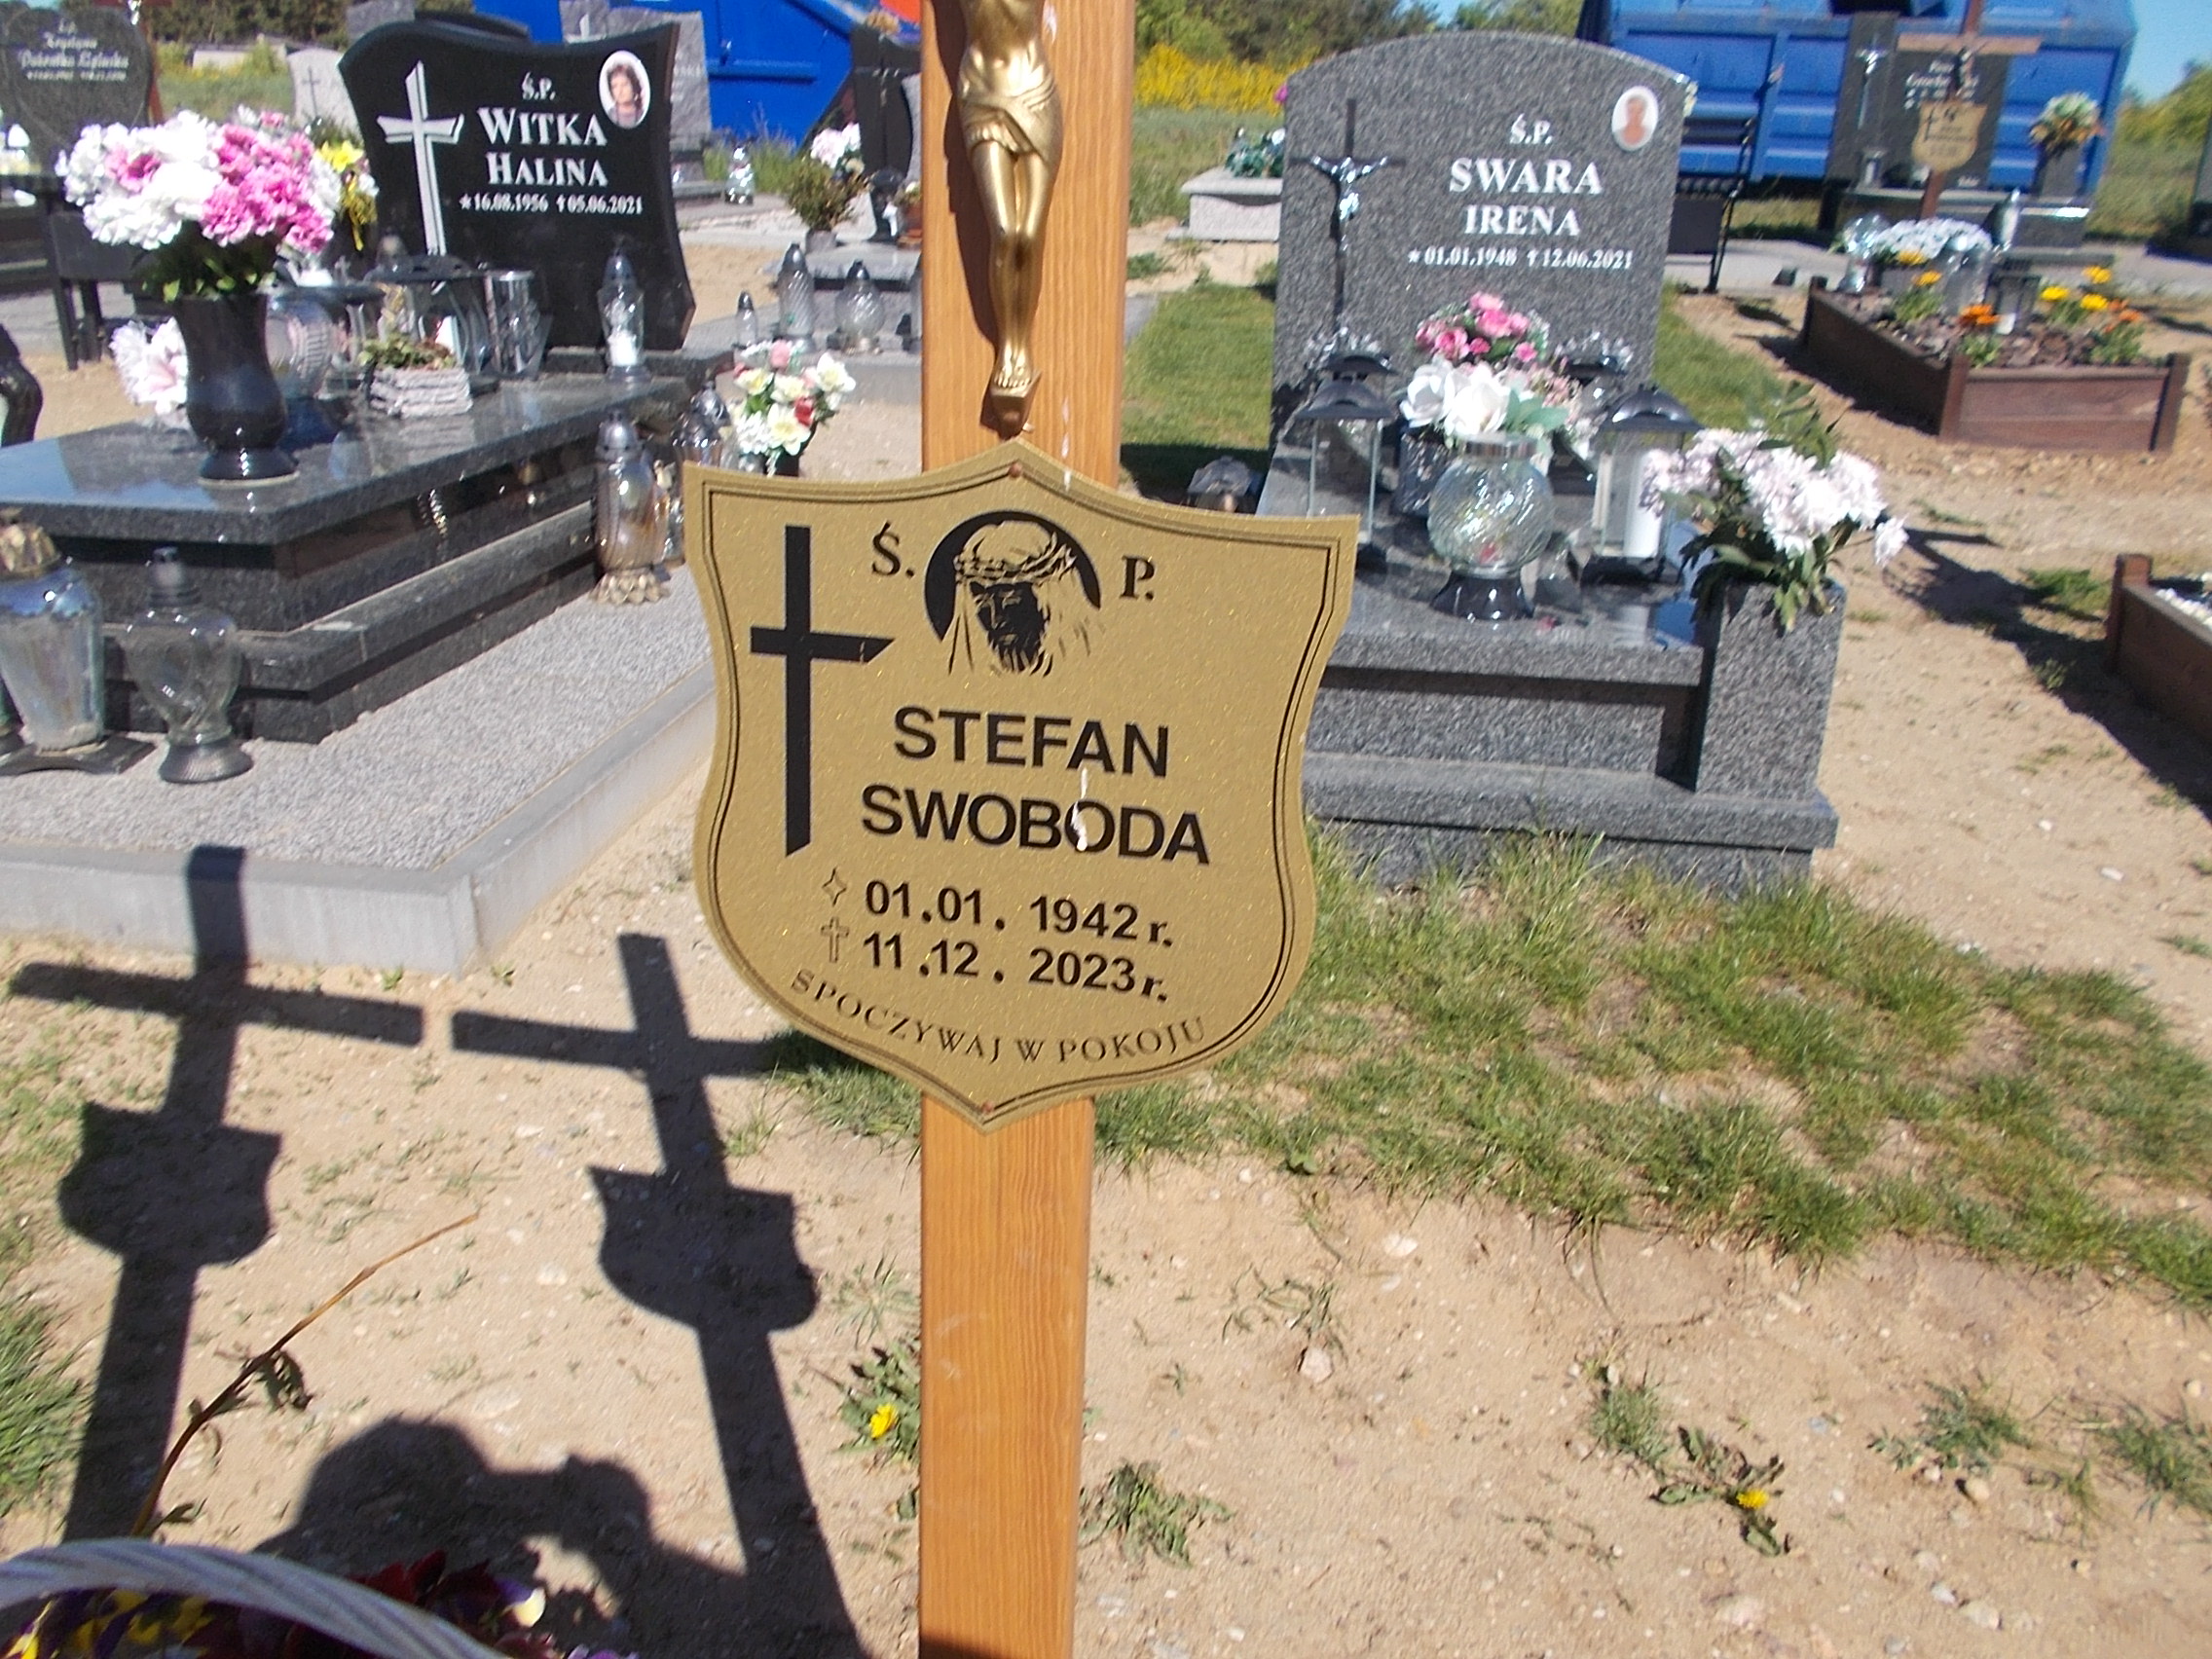 Ś.P.
WITKA
HALINA
★16.08.1956 ✝05.06.2021
Ś.P.
SWARA
IRENA
★01.01.1948 ✝12.06.2021
Ś. P.
STEFAN
SWOBODA
01.01. 1942 r.
✝ 11.12. 2023 r.
SPOCZYWAJ W POKOJU